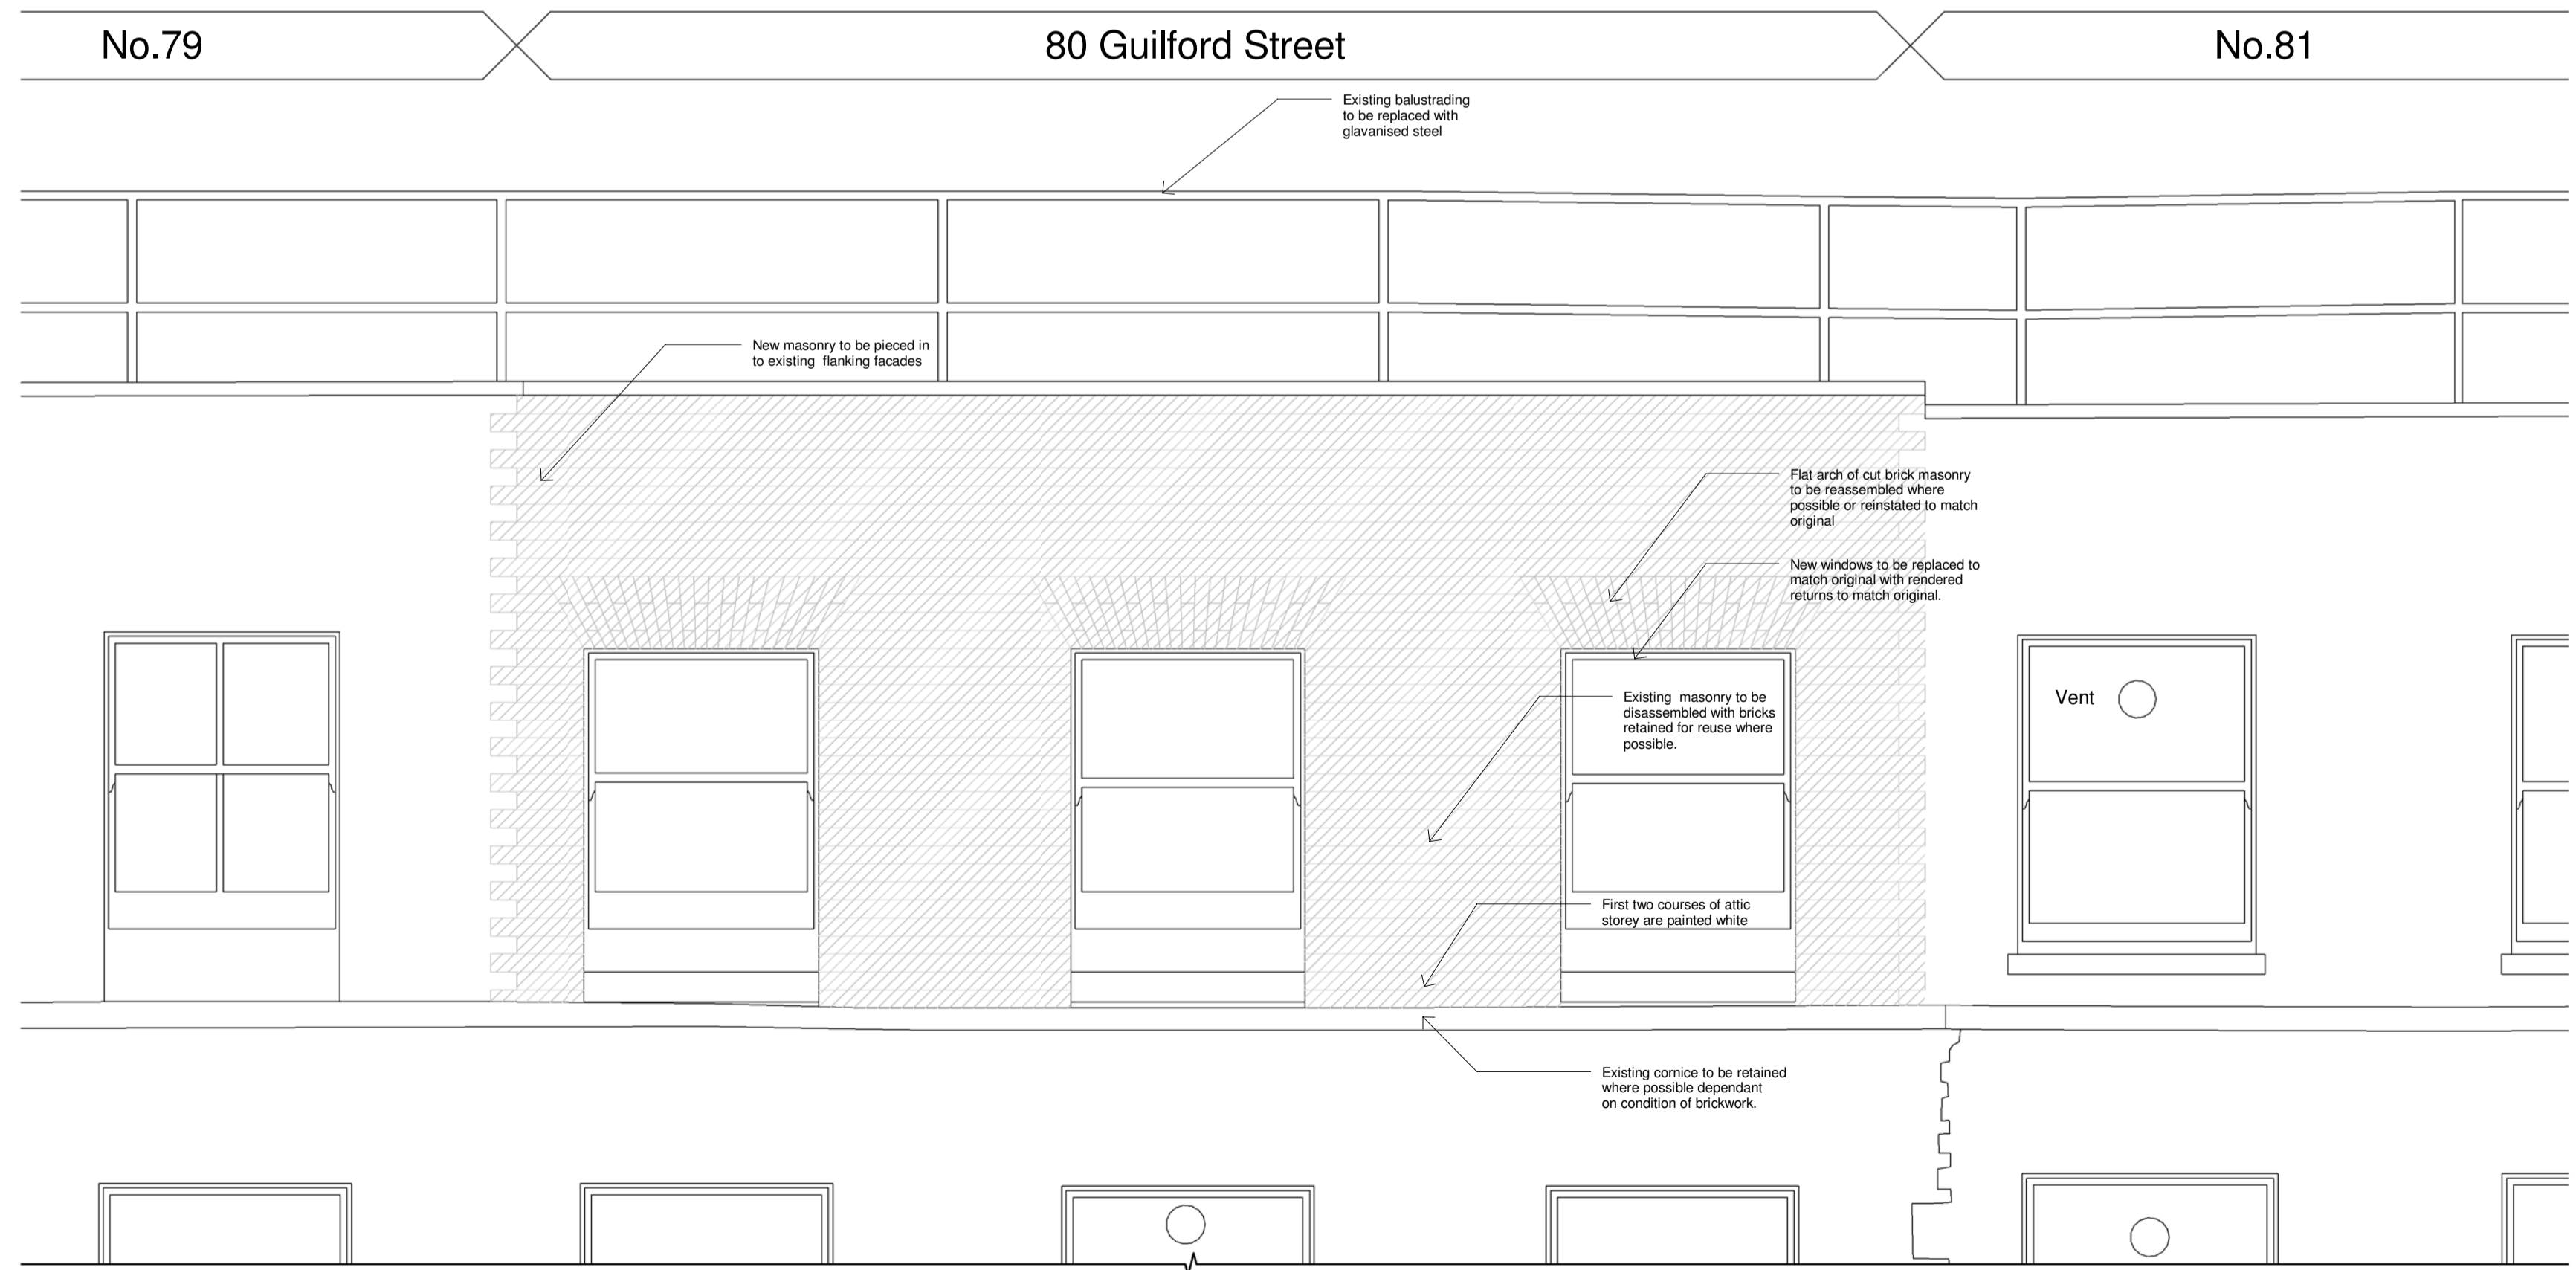 No.79
80 Guilford Street
No.81
Existing balustrading
to be replaced with
glavanised steel
New masonry to be pieced in
to existing  flanking facades
Flat arch of cut brick masonry
to be reassembled where
possible or reinstated to match
original
New windows to be replaced to
match original with rendered
returns to match original.
Existing  masonry to be
disassembled with bricks
retained for reuse where
possible.
Vent
First two courses of attic
storey are painted white
Existing cornice to be retained
where possible dependant
on condition of brickwork.